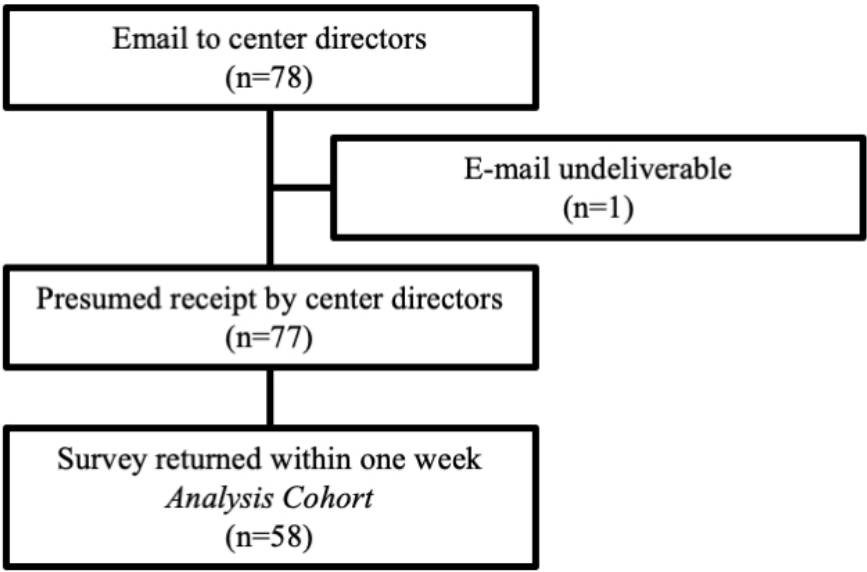 Email to center directors
(n=78)
E-mail undeliverable
(n=1)
Presumed receipt by center directors
(n=77)
Survey returned within one week
Analysis Cohort
(n=58)